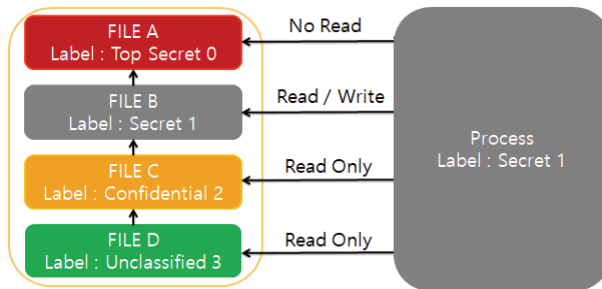 FILE A
Label : Top Secret 0
No Read
FILE B
Label : Secret 1
Read / Write
Process
Label : Secret 1
FILE C
Label : Confidential 2
Read Only
FILE D
Label : Unclassified 3
Read Only